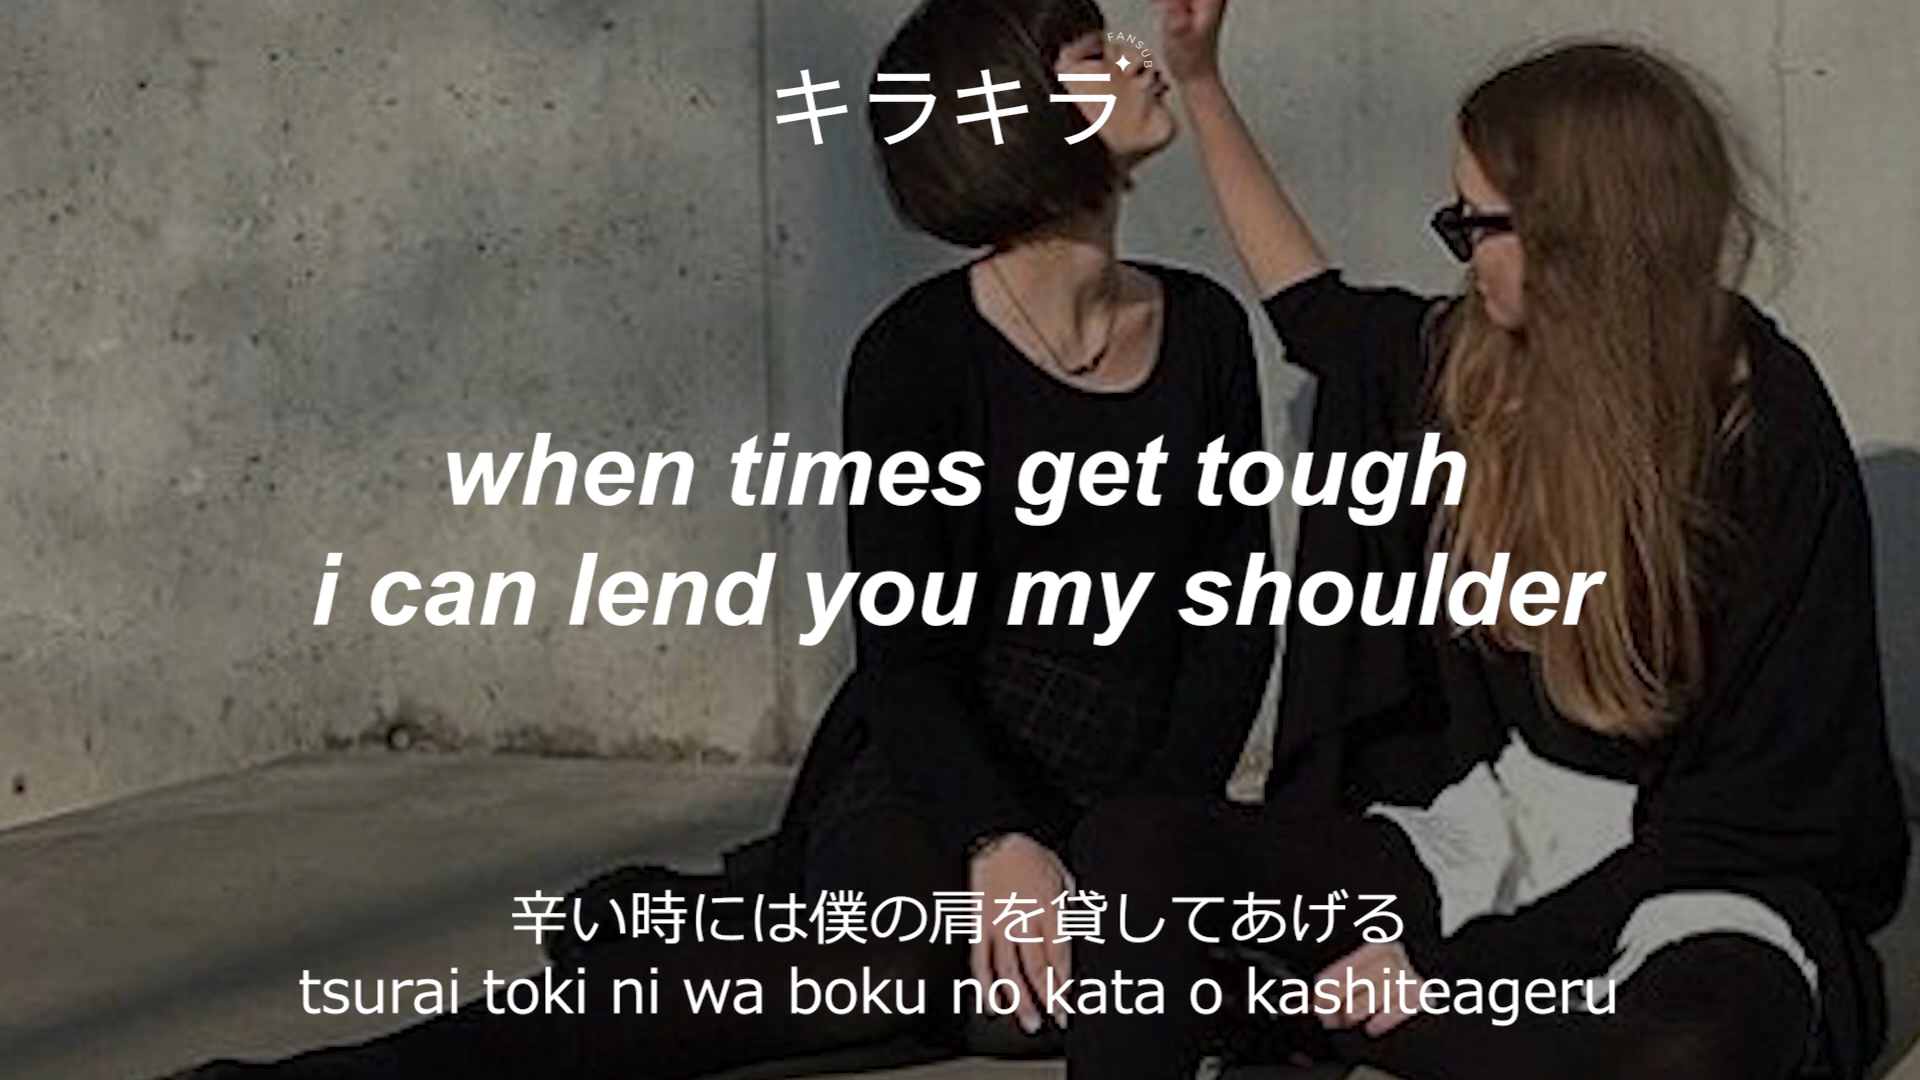 FANSUB
キラキラ
when times get tough
i can lend you my shoulder
辛い時には僕の肩を貸してあげる
tsurai toki ni wa boku no kata o kashiteageru